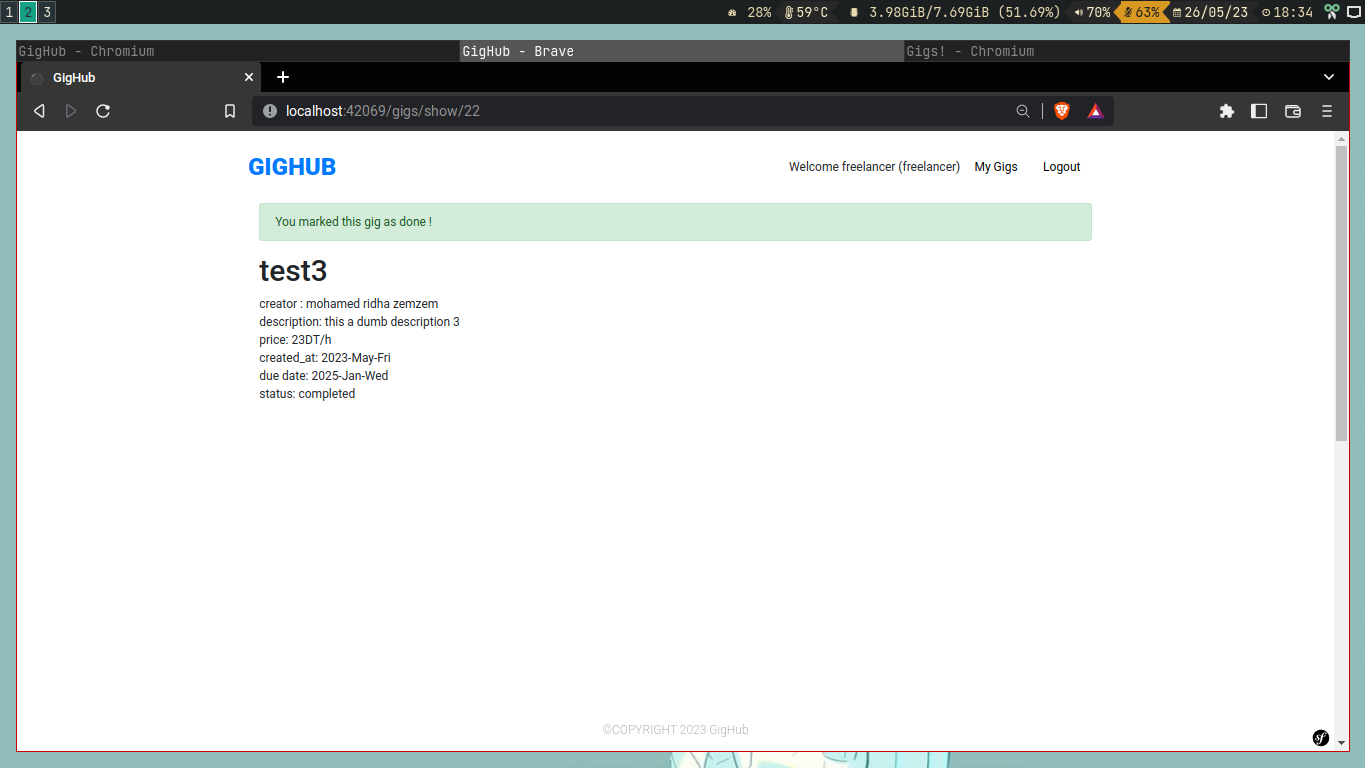 1 2 3 28% 59°C 3.98GiB/7.69GiB (51.69%) 70% 63% 26/05/23 18:34
GigHub - Chromium GigHub - Brave Gigs! - Chromium
GigHub
localhost:42069/gigs/show/22
GIGHUB Welcome freelancer (freelancer) My Gigs Logout
You marked this gig as done !
test3
creator : mohamed ridha zemzem
description: this a dumb description 3
price: 23DT/h
created_at: 2023-May-Fri
due date: 2025-Jan-Wed
status: completed
©COPYRIGHT 2023 GigHub
sf